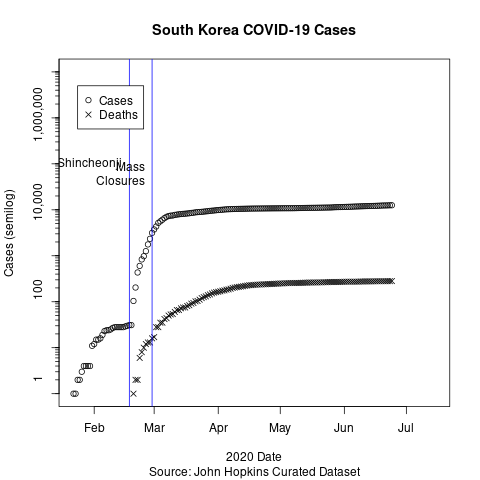 South Korea COVID-19 Cases
Cases
Deaths
Shincheonji
Mass
Closures
Cases (semilog)
1,000,000
10,000
100
1
Feb
Mar
Apr
May
Jun
Jul
2020 Date
Source: John Hopkins Curated Dataset